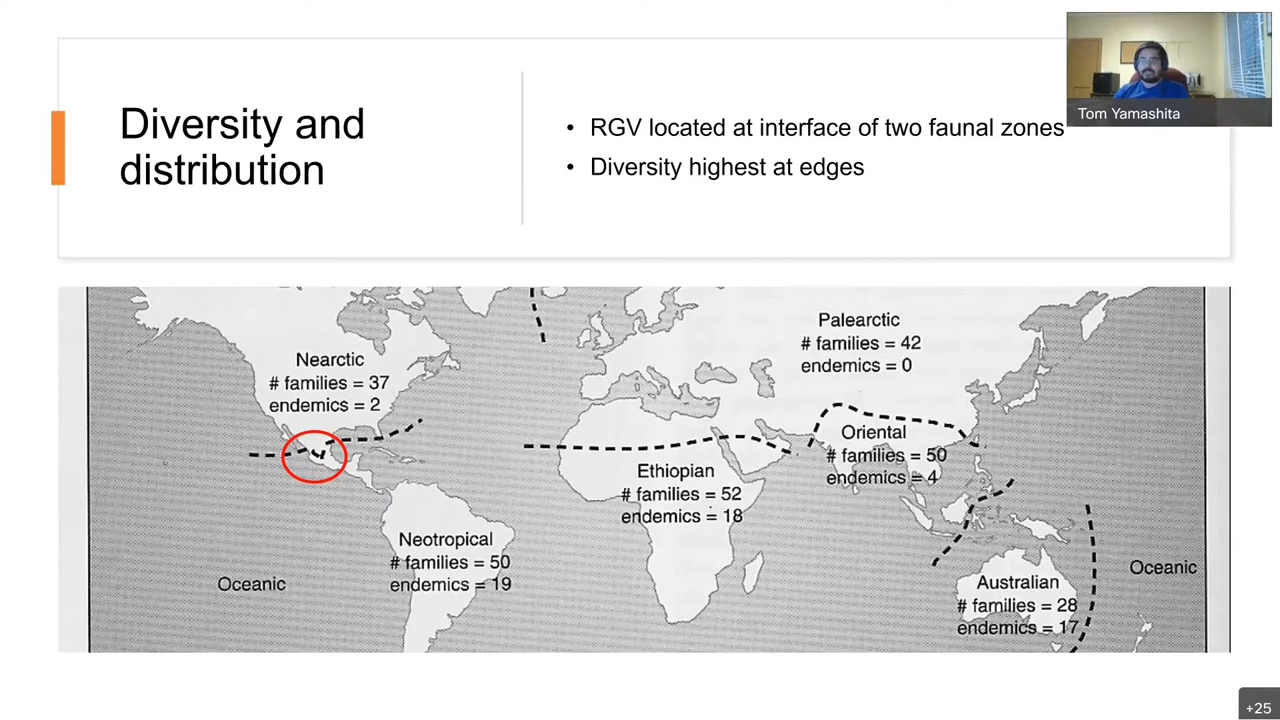 Diversity and
distribution
• RGV located at interface of two faunal zones
• Diversity highest at edges
Tom Yamashita
Nearctic
# families = 37
endemics = 2
Palearctic
# families = 42
endemics = 0
Oriental
# families = 50
endemics = 4
Ethiopian
# families = 52
endemics = 18
Neotropical
# families = 50
endemics = 19
Oceanic
Australian
# families = 28
endemics = 17
Oceanic
+25